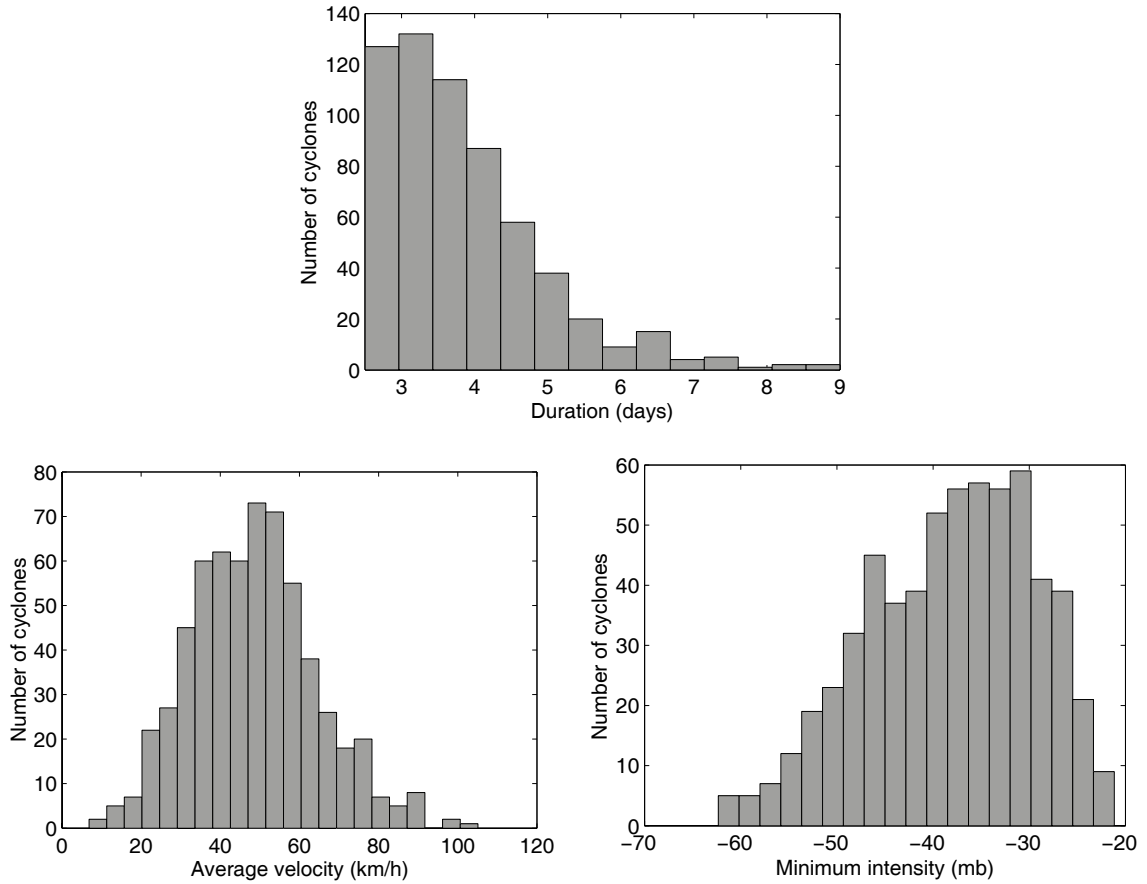 140
120
100
80
60
40
20
0
Number of cyclones
3 4 5 6 7 8 9
Duration (days)
80
70
60
50
40
30
20
10
0
Number of cyclones
0 20 40 60 80 100 120
Average velocity (km/h)
60
50
40
30
20
10
0
Number of cyclones
−70 −60 −50 −40 −30 −20
Minimum intensity (mb)